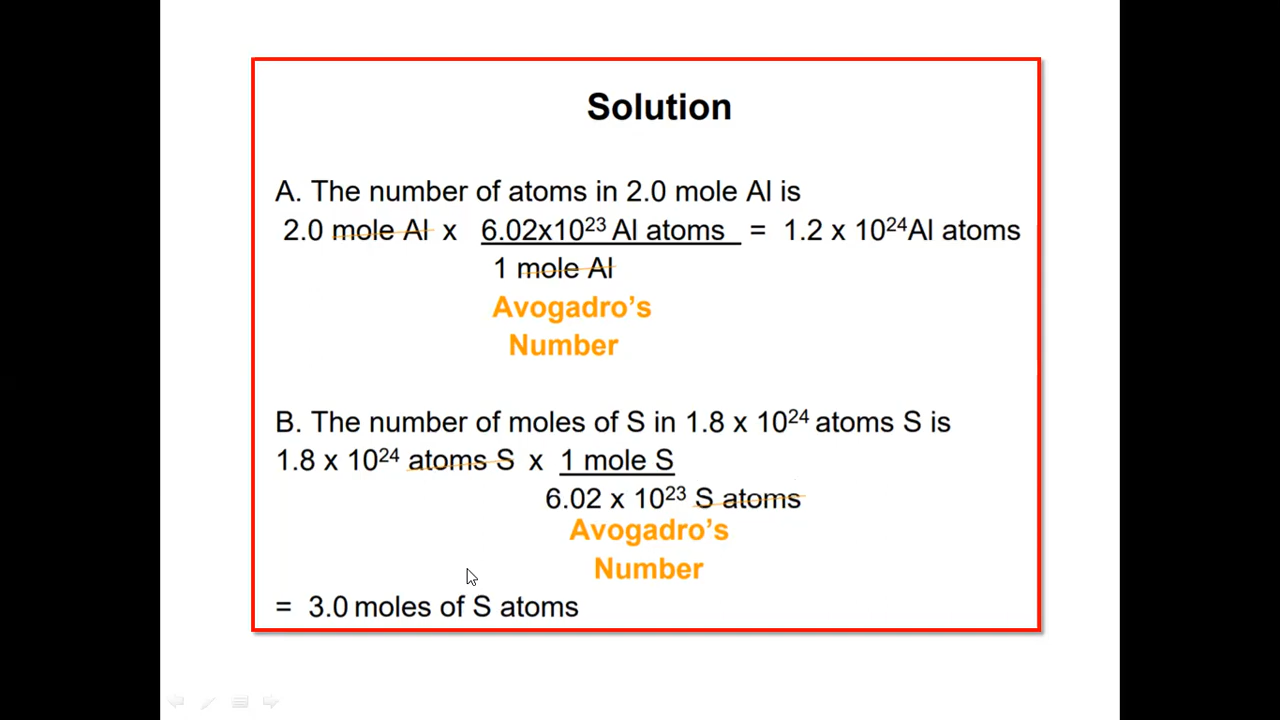 Solution
A. The number of atoms in 2.0 mole Al is
2.0 mole Al x 6.02x10²³ Al atoms = 1.2 x 10²⁴Al atoms
1 mole Al
Avogadro’s
Number
B. The number of moles of S in 1.8 x 10²⁴ atoms S is
1.8 x 10²⁴ atoms S x 1 mole S
6.02 x 10²³ S atoms
Avogadro’s
Number
= 3.0 moles of S atoms